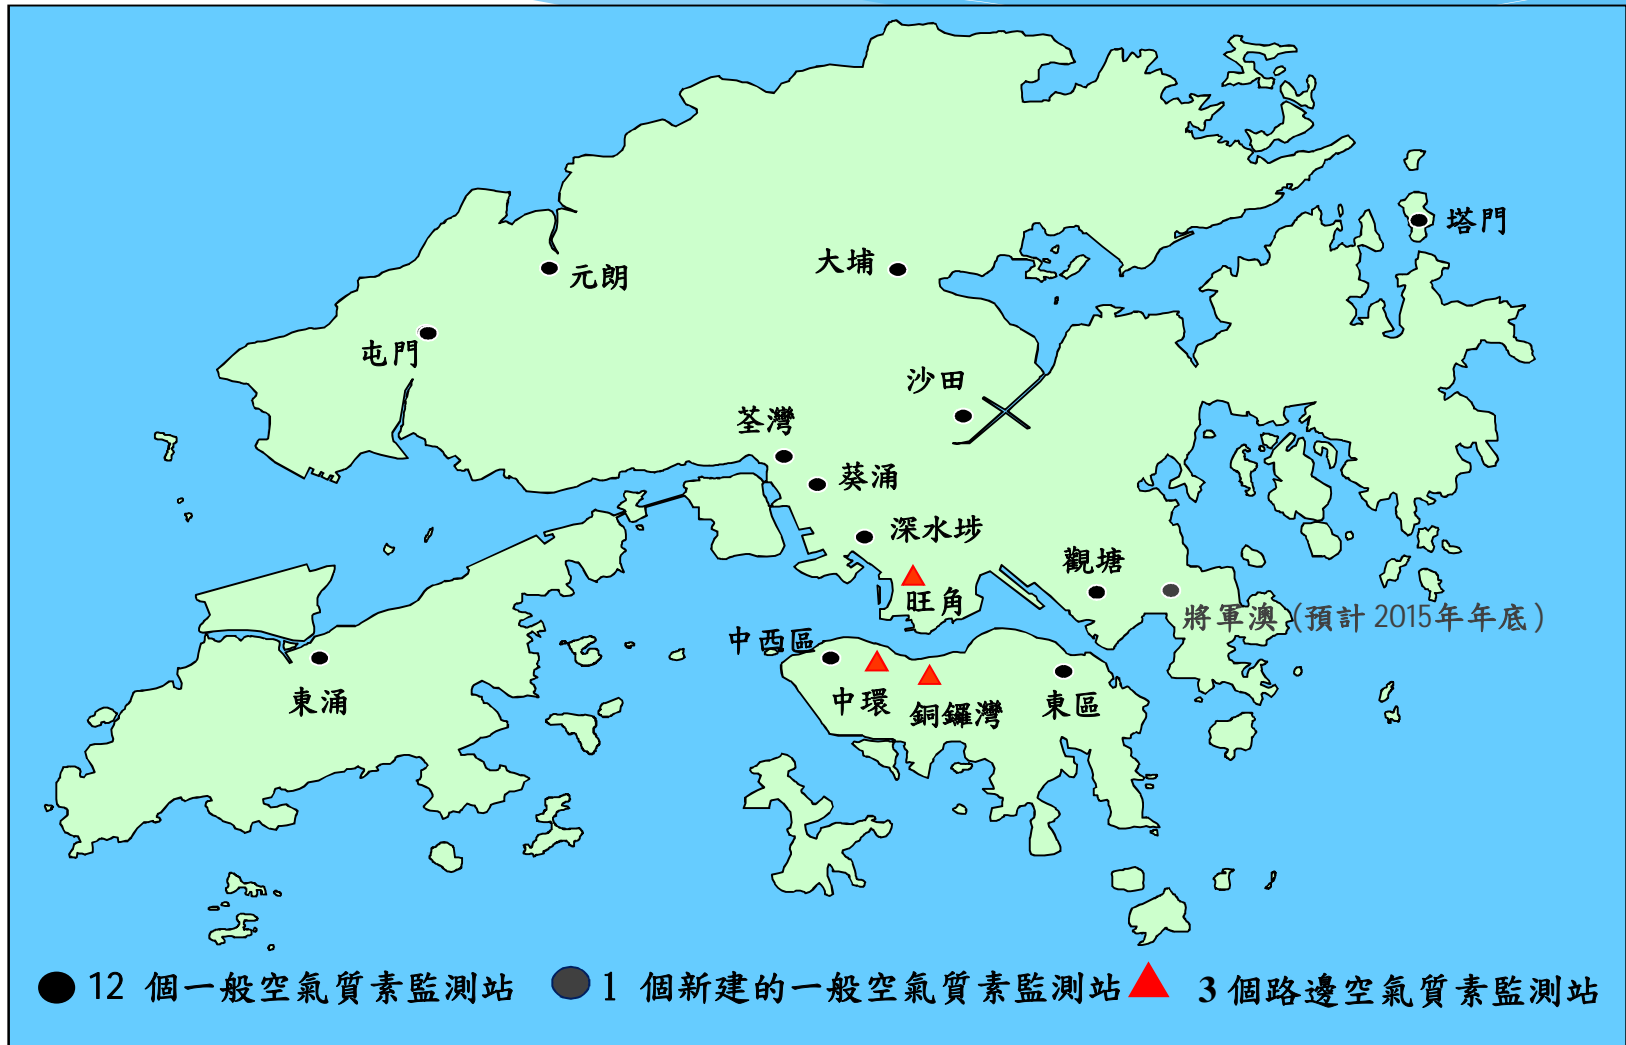 塔門
大埔
元朗
屯門
沙田
荃灣
葵涌
深水埗
觀塘
旺角
將軍澳 (預計 2015年年底)
中西區
東涌
中環
銅鑼灣
東區
12 個一般空氣質素監測站
1 個新建的一般空氣質素監測站
3 個路邊空氣質素監測站